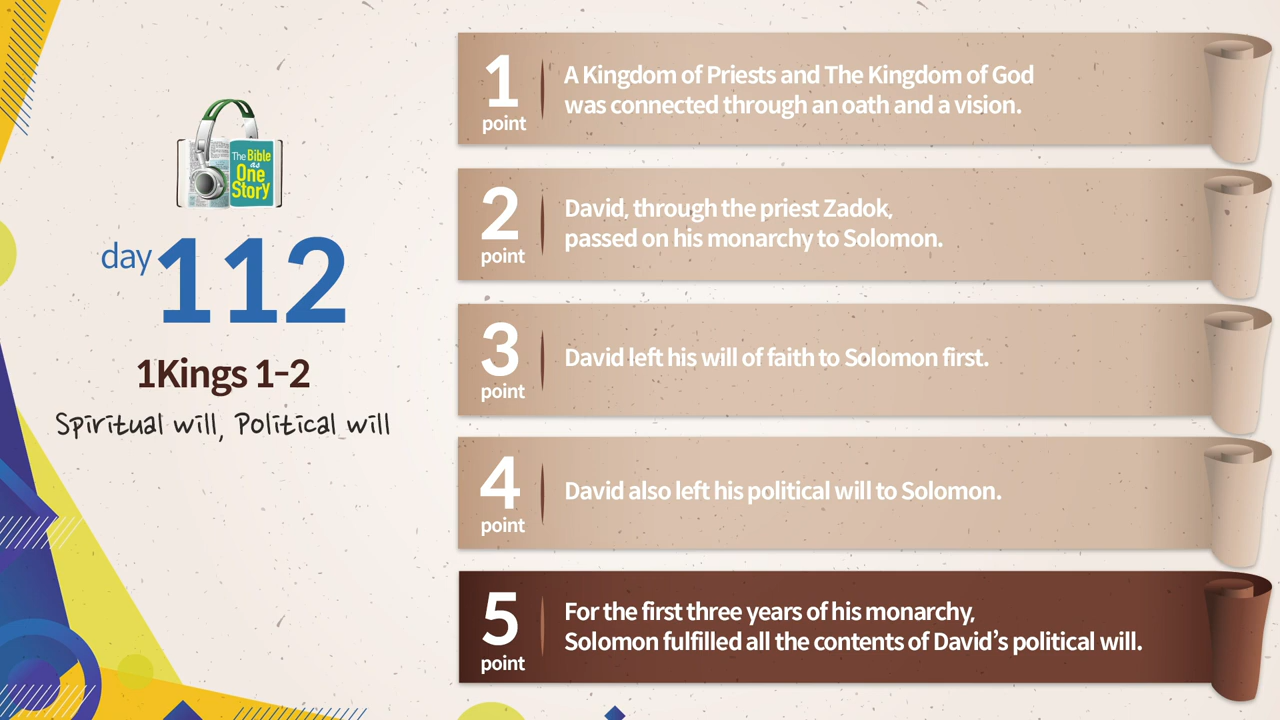 The Bible
as
One
Story
day 112
1Kings 1-2
Spiritual will, Political will
1
point
A Kingdom of Priests and The Kingdom of God
was connected through an oath and a vision.
2
point
David, through the priest Zadok,
passed on his monarchy to Solomon.
3
point
David left his will of faith to Solomon first.
4
point
David also left his political will to Solomon.
5
point
For the first three years of his monarchy,
Solomon fulfilled all the contents of David's political will.